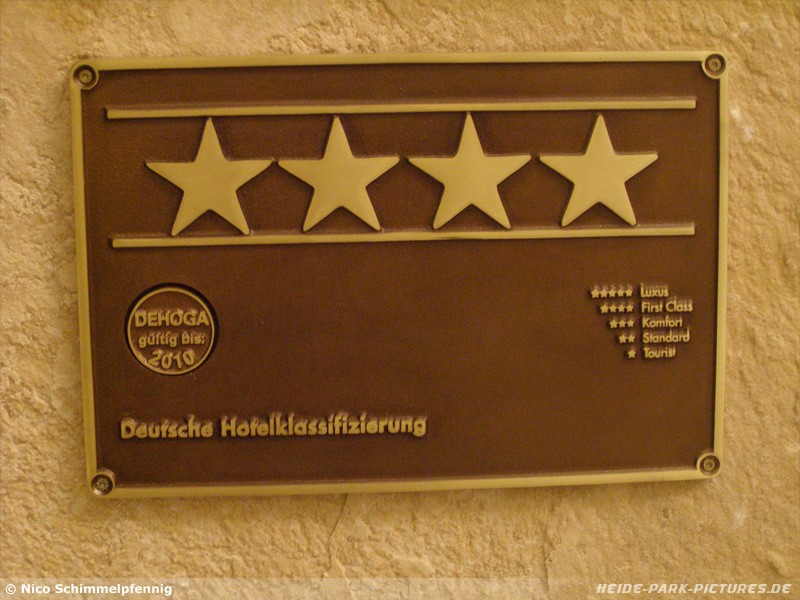 DEHOGA
gültig bis:
2010
***** Luxus
**** First Class
*** Komfort
** Standard
* Tourist
Deutsche Hotelklassifizierung
© Nico Schimmelpfennig
HEIDE-PARK-PICTURES.DE